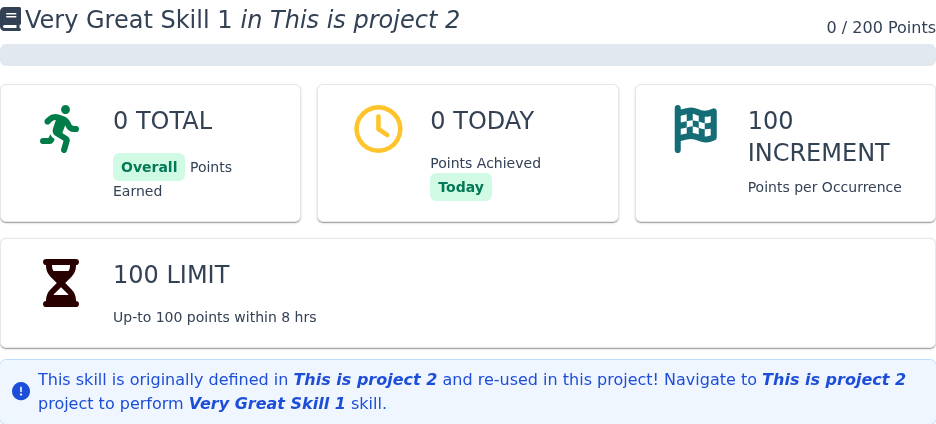 Very Great Skill 1 in This is project 2
0 / 200 Points
0 TOTAL
Overall Points
Earned
0 TODAY
Points Achieved
Today
100
INCREMENT
Points per Occurrence
100 LIMIT
Up-to 100 points within 8 hrs
This skill is originally defined in This is project 2 and re-used in this project! Navigate to This is project 2
project to perform Very Great Skill 1 skill.